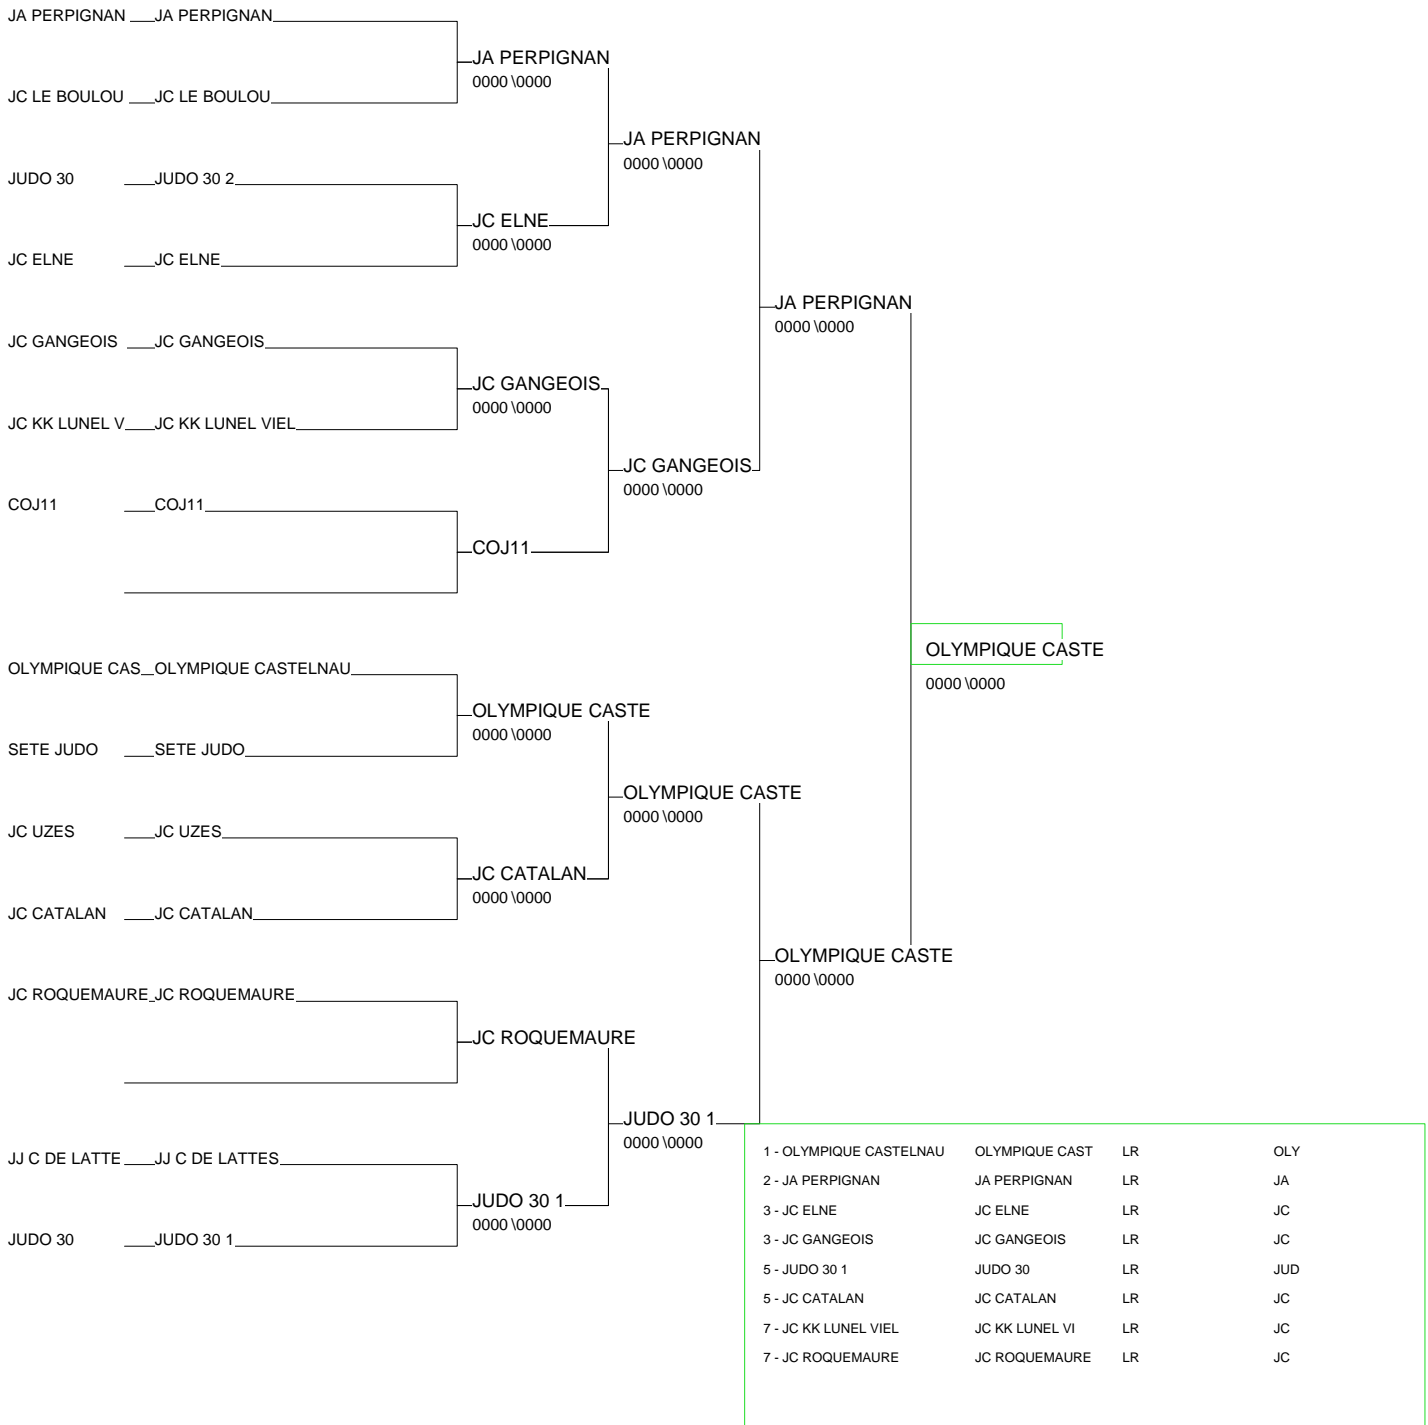 JA PERPIGNAN JA PERPIGNAN
JA PERPIGNAN
0000 \0000
JC LE BOULOU JC LE BOULOU
JA PERPIGNAN
0000 \0000
JUDO 30 JUDO 30 2
JC ELNE
0000 \0000
JC ELNE JC ELNE
JA PERPIGNAN
0000 \0000
JC GANGEOIS JC GANGEOIS
JC GANGEOIS
0000 \0000
JC KK LUNEL V JC KK LUNEL VIEL
JC GANGEOIS
0000 \0000
COJ11 COJ11
COJ11
OLYMPIQUE CASTE
0000 \0000
OLYMPIQUE CAS OLYMPIQUE CASTELNAU
OLYMPIQUE CASTE
0000 \0000
SETE JUDO SETE JUDO
OLYMPIQUE CASTE
0000 \0000
JC UZES JC UZES
JC CATALAN
0000 \0000
JC CATALAN JC CATALAN
OLYMPIQUE CASTE
0000 \0000
JC ROQUEMAURE JC ROQUEMAURE
JC ROQUEMAURE
JUDO 30 1
0000 \0000
JJ C DE LATTE JJ C DE LATTES
JUDO 30 1
0000 \0000
JUDO 30 JUDO 30 1
1 - OLYMPIQUE CASTELNAU OLYMPIQUE CAST LR OLY
2 - JA PERPIGNAN JA PERPIGNAN LR JA
3 - JC ELNE JC ELNE LR JC
3 - JC GANGEOIS JC GANGEOIS LR JC
5 - JUDO 30 1 JUDO 30 LR JUD
5 - JC CATALAN JC CATALAN LR JC
7 - JC KK LUNEL VIEL JC KK LUNEL VI LR JC
7 - JC ROQUEMAURE JC ROQUEMAURE LR JC